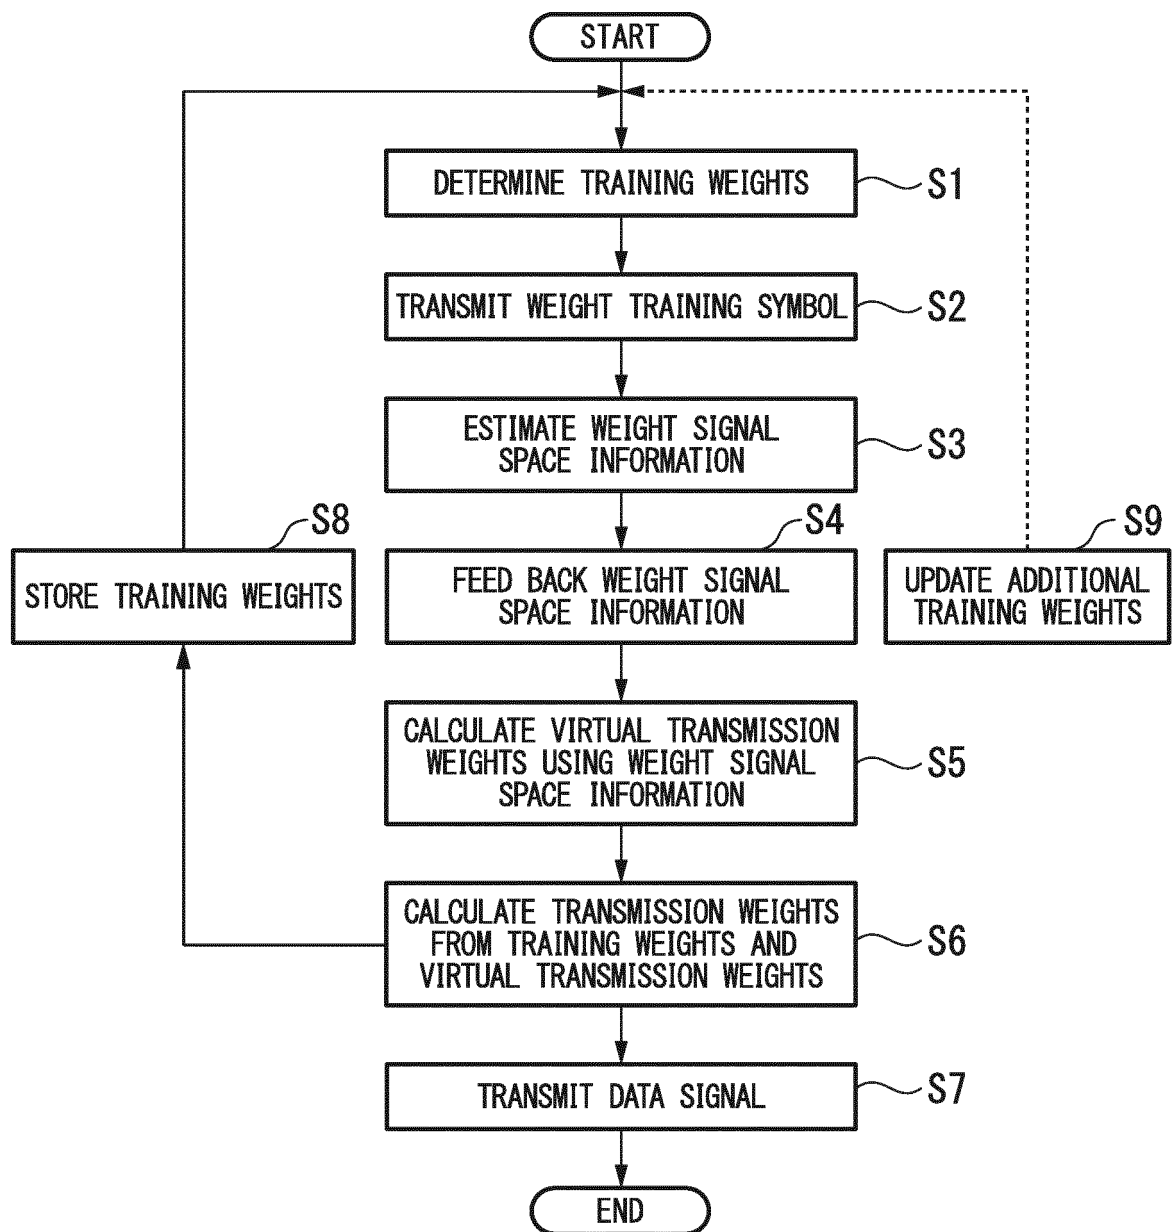 START
DETERMINE TRAINING WEIGHTS
S1
TRANSMIT WEIGHT TRAINING SYMBOL
S2
ESTIMATE WEIGHT SIGNAL
SPACE INFORMATION
S3
S8
STORE TRAINING WEIGHTS
S4
FEED BACK WEIGHT SIGNAL
SPACE INFORMATION
S9
UPDATE ADDITIONAL
TRAINING WEIGHTS
CALCULATE VIRTUAL TRANSMISSION
WEIGHTS USING WEIGHT SIGNAL
SPACE INFORMATION
S5
CALCULATE TRANSMISSION WEIGHTS
FROM TRAINING WEIGHTS AND
VIRTUAL TRANSMISSION WEIGHTS
S6
TRANSMIT DATA SIGNAL
S7
END